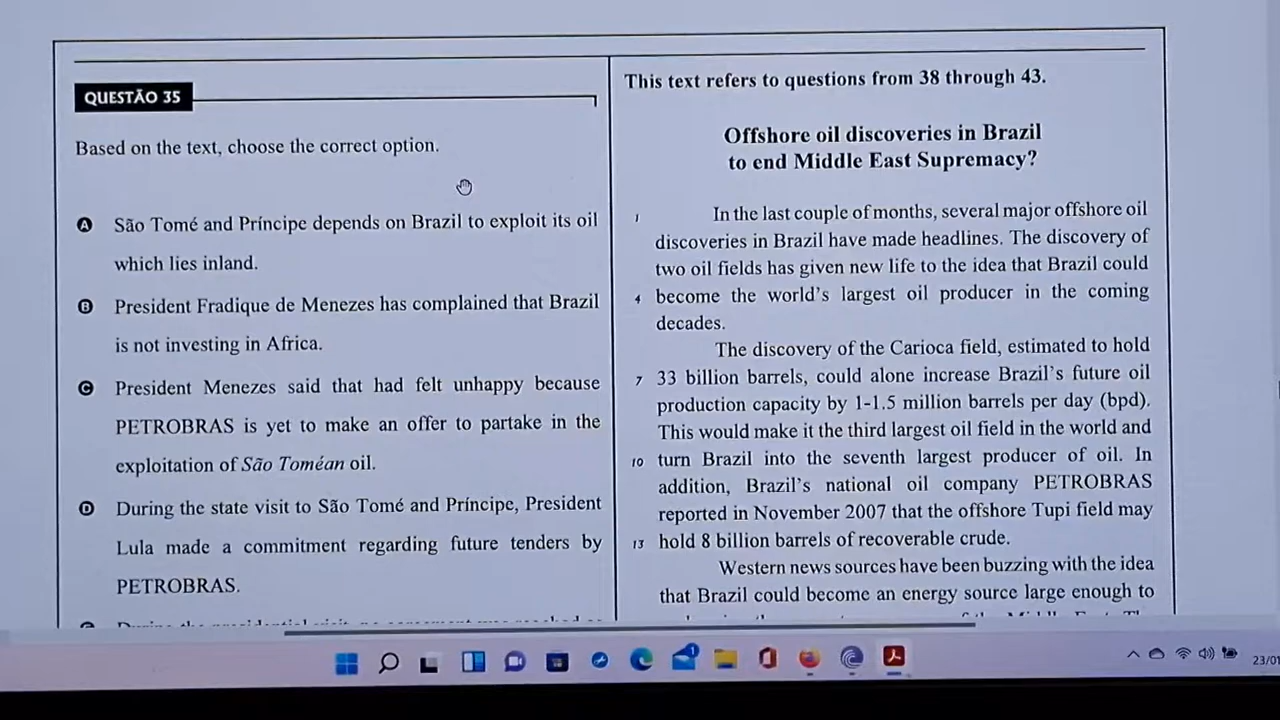 QUESTÃO 35
Based on the text, choose the correct option.
A São Tomé and Príncipe depends on Brazil to exploit its oil
which lies inland.
B President Fradique de Menezes has complained that Brazil
is not investing in Africa.
C President Menezes said that had felt unhappy because
PETROBRAS is yet to make an offer to partake in the
exploitation of São Toméan oil.
D During the state visit to São Tomé and Príncipe, President
Lula made a commitment regarding future tenders by
PETROBRAS.
This text refers to questions from 38 through 43.
Offshore oil discoveries in Brazil
to end Middle East Supremacy?
1 In the last couple of months, several major offshore oil
discoveries in Brazil have made headlines. The discovery of
two oil fields has given new life to the idea that Brazil could
4 become the world's largest oil producer in the coming
decades.
The discovery of the Carioca field, estimated to hold
7 33 billion barrels, could alone increase Brazil's future oil
production capacity by 1-1.5 million barrels per day (bpd).
This would make it the third largest oil field in the world and
10 turn Brazil into the seventh largest producer of oil. In
addition, Brazil's national oil company PETROBRAS
reported in November 2007 that the offshore Tupi field may
13 hold 8 billion barrels of recoverable crude.
Western news sources have been buzzing with the idea
that Brazil could become an energy source large enough to
23/01